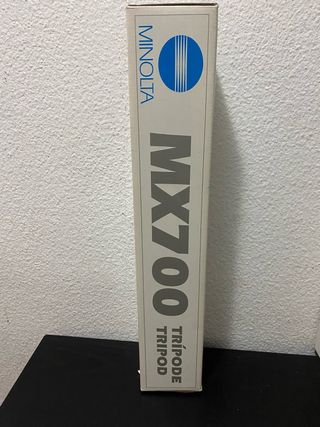 MINOLTA
MX700
TRÍPODE
TRIPOD